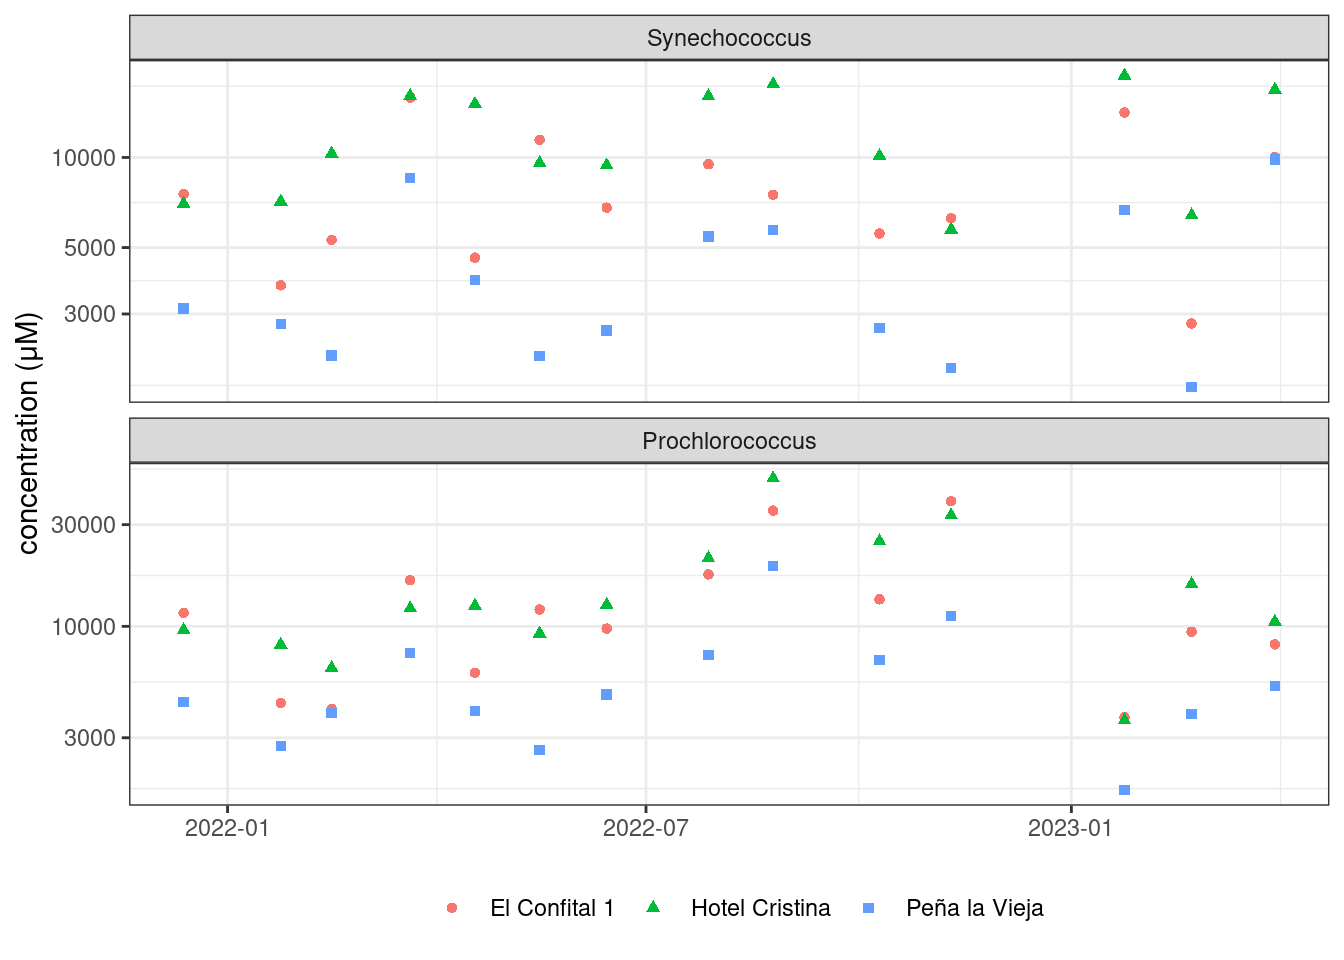 Synechococcus
10000
5000
3000
concentration (μM)
Prochlorococcus
30000
10000
3000
2022-01 2022-07 2023-01
El Confital 1 Hotel Cristina Peña la Vieja